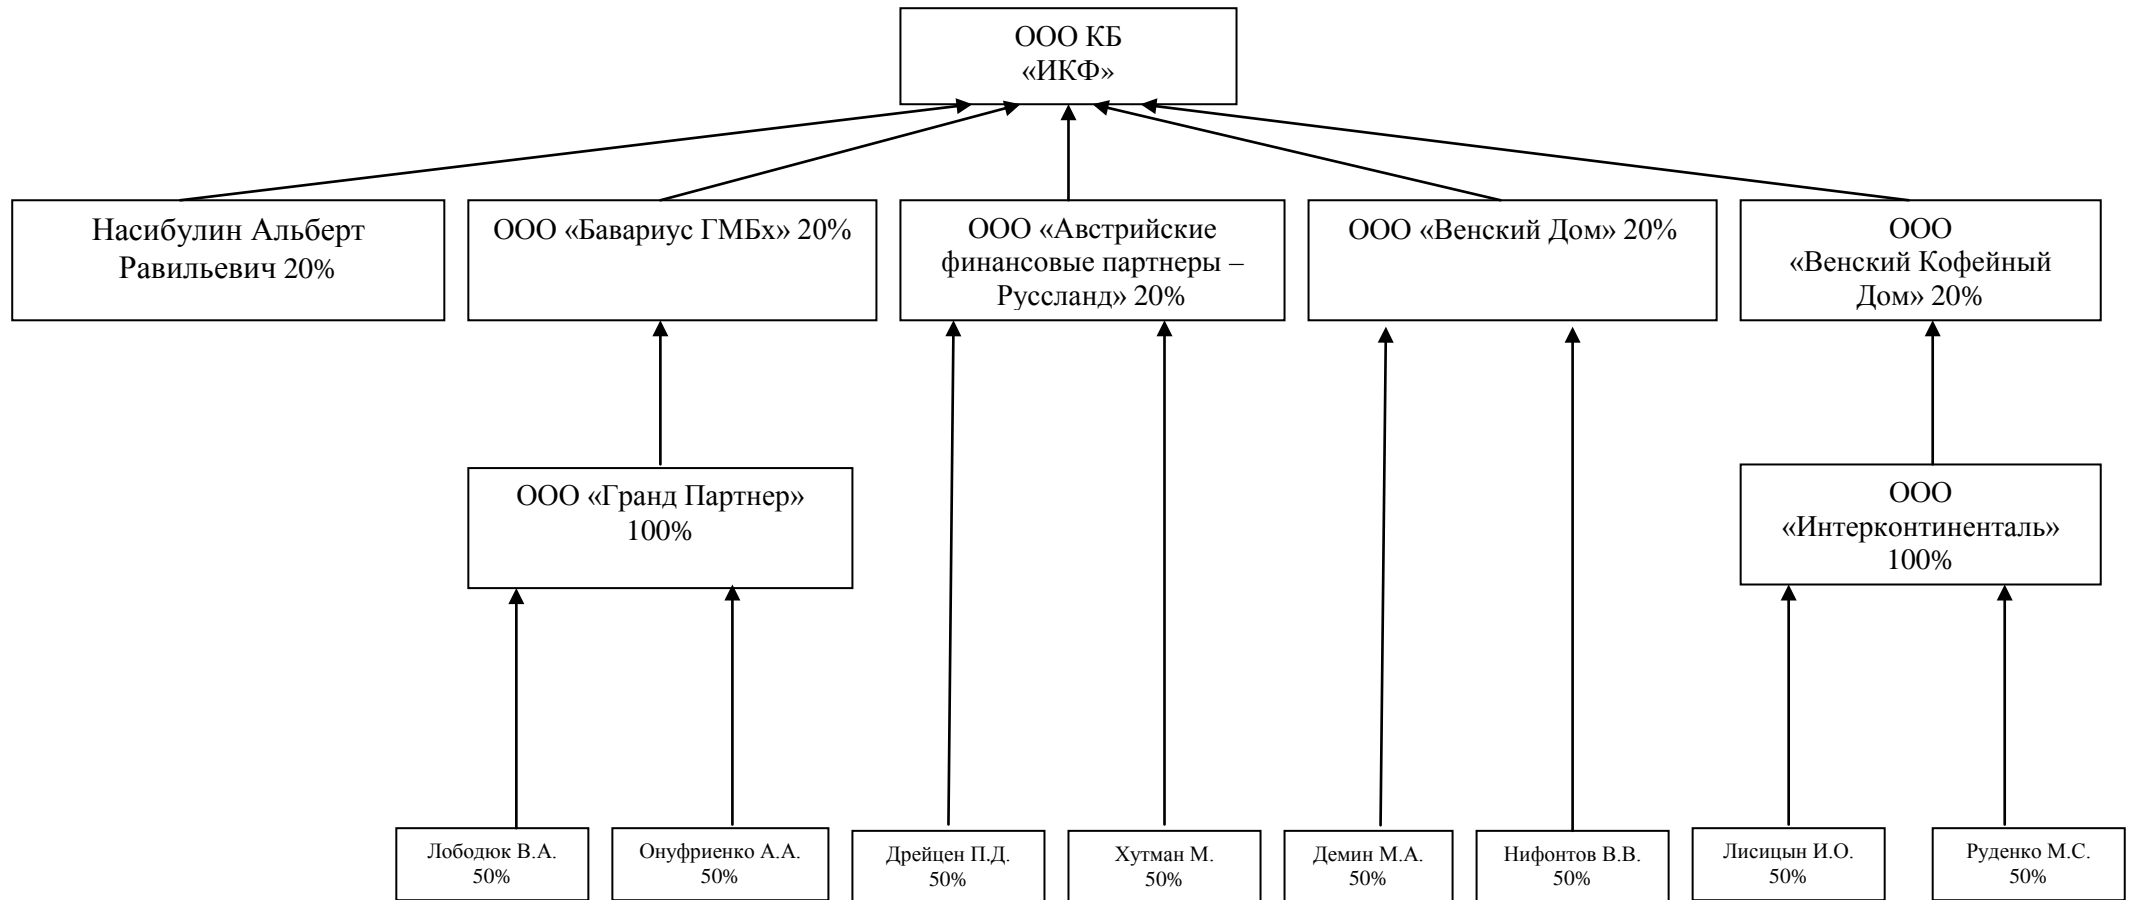 ООО КБ
«ИКФ»
Насибулин Альберт
Равильевич 20%
ООО «Бавариус ГМБх» 20%
ООО «Австрийские
финансовые партнеры –
Руссланд» 20%
ООО «Венский Дом» 20%
ООО
«Венский Кофейный
Дом» 20%
ООО «Гранд Партнер»
100%
ООО
«Интерконтиненталь»
100%
Лободюк В.А.
50%
Онуфриенко А.А.
50%
Дрейцен П.Д.
50%
Хутман М.
50%
Демин М.А.
50%
Нифонтов В.В.
50%
Лисицын И.О.
50%
Руденко М.С.
50%